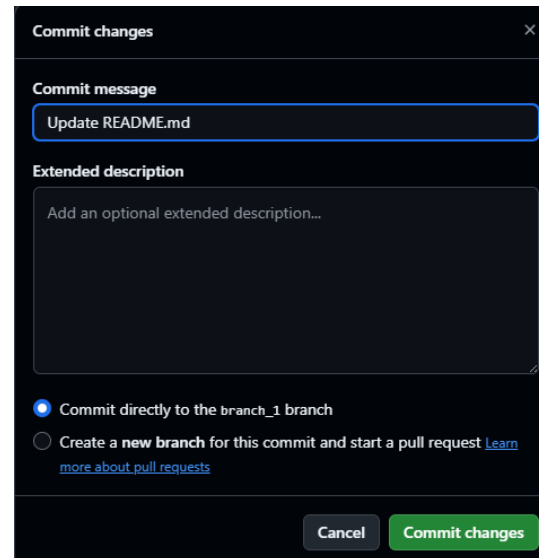 Commit changes
Commit message
Update README.md
Extended description
Add an optional extended description...
Commit directly to the branch_1 branch
Create a new branch for this commit and start a pull request Learn
more about pull requests
Cancel
Commit changes